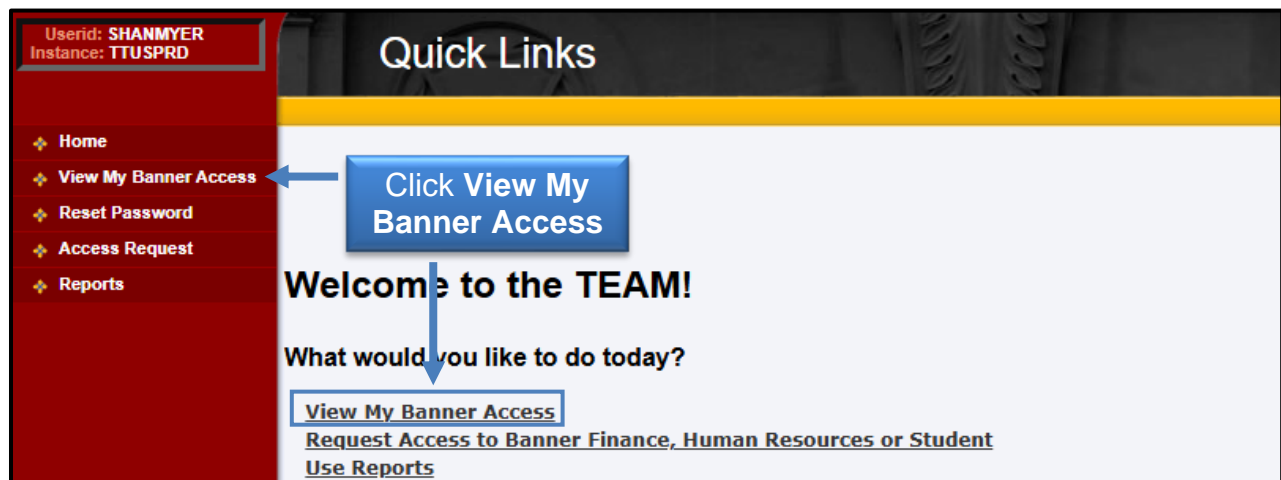 Userid: SHANMYER
Instance: TTUSPRD
Quick Links
Home
View My Banner Access
Reset Password
Access Request
Reports
Click View My
Banner Access
Welcome to the TEAM!
What would you like to do today?
View My Banner Access
Request Access to Banner Finance, Human Resources or Student
Use Reports